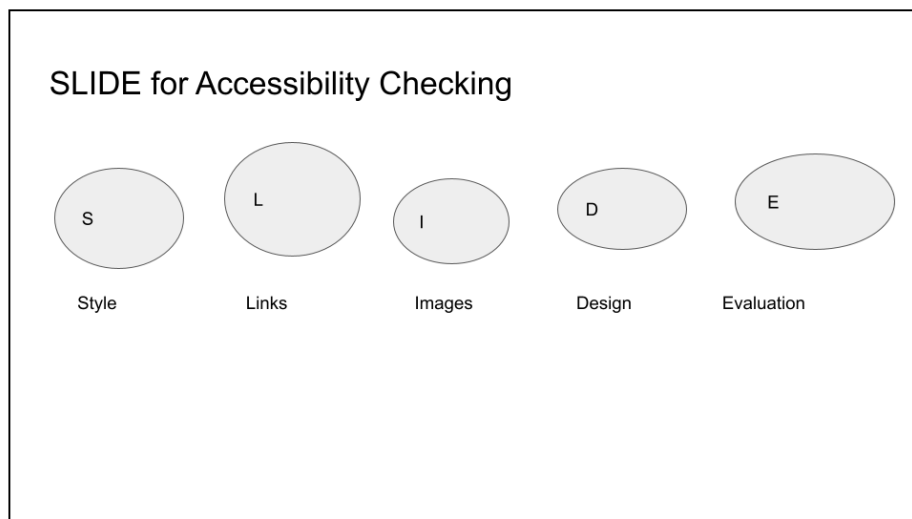 SLIDE for Accessibility Checking
S
L
I
D
E
Style
Links
Images
Design
Evaluation